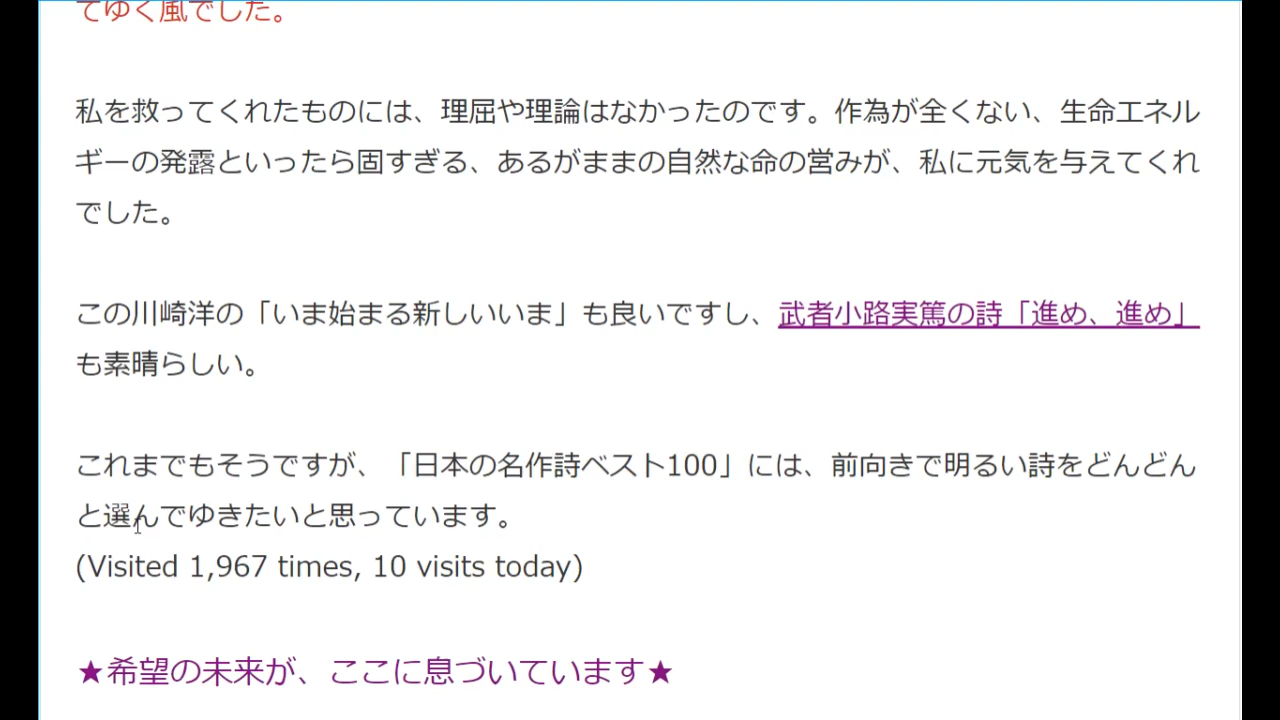 てゆく風でした。
私を救ってくれたものには、理屈や理論はなかったのです。作為が全くない、生命エネル
ギーの発露といったら固すぎる、あるがままの自然な命の営みが、私に元気を与えてくれ
でした。
この川崎洋の「いま始まる新しいいま」も良いですし、武者小路実篤の詩「進め、進め」
も素晴らしい。
これまでもそうですが、「日本の名作詩ベスト100」には、前向きで明るい詩をどんどん
と選んでゆきたいと思っています。
(Visited 1,967 times, 10 visits today)
★希望の未来が、ここに息づいています★